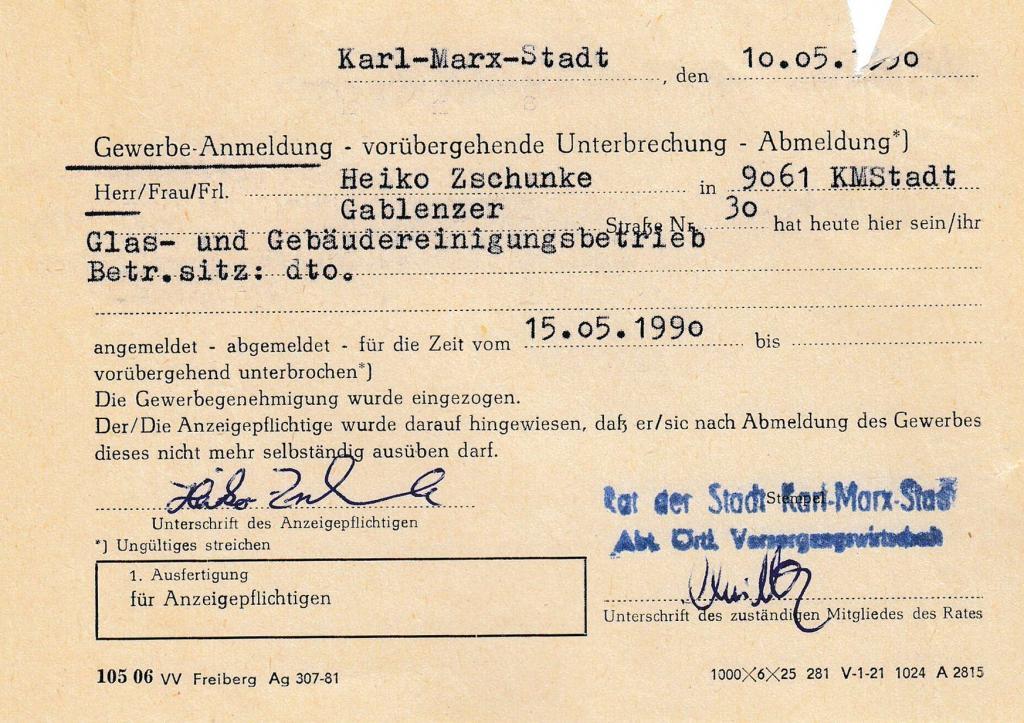 Karl-Marx-Stadt, den 10.05.1990
Gewerbe-Anmeldung - vorübergehende Unterbrechung - Abmeldung*)
Herr/Frau/Frl. Heiko Zschunke in 9061 KMStadt
Gablenzer Straße Nr. 30 hat heute hier sein/ihr
Glas- und Gebäudereinigungsbetrieb
Betr.sitz: dto.
angemeldet - abgemeldet - für die Zeit vom 15.05.1990 bis
vorübergehend unterbrochen*)
Die Gewerbegenehmigung wurde eingezogen.
Der/Die Anzeigepflichtige wurde darauf hingewiesen, daß er/sie nach Abmeldung des Gewerbes
dieses nicht mehr selbständig ausüben darf.
Stempel
Rat der Stadt Karl-Marx-Stadt
Abt. Örtl. Versorgungswirtschaft
Unterschrift des Anzeigepflichtigen
*) Ungültiges streichen
1. Ausfertigung
für Anzeigepflichtigen
Unterschrift des zuständigen Mitgliedes des Rates
105 06 VV Freiberg Ag 307-81
1000X6X25 281 V-1-21 1024 A 2815